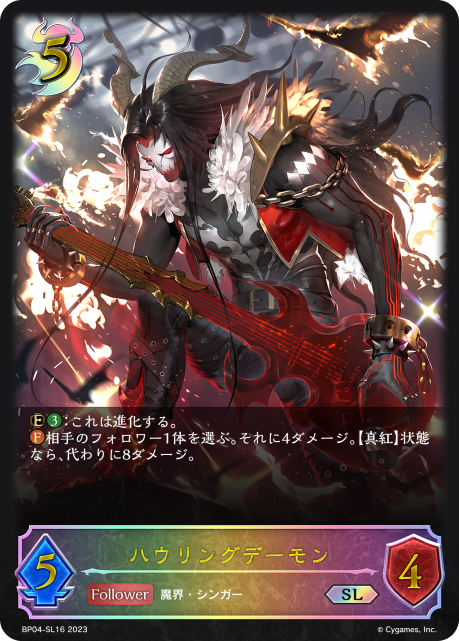 5
E 3:これは進化する。
F 相手のフォロワー1体を選ぶ。それに4ダメージ。【真紅】状態
なら、代わりに8ダメージ。
ハウリングデーモン
5
4
Follower 魔界・シンガー
SL
BP04-SL16 2023
© Cygames, Inc.